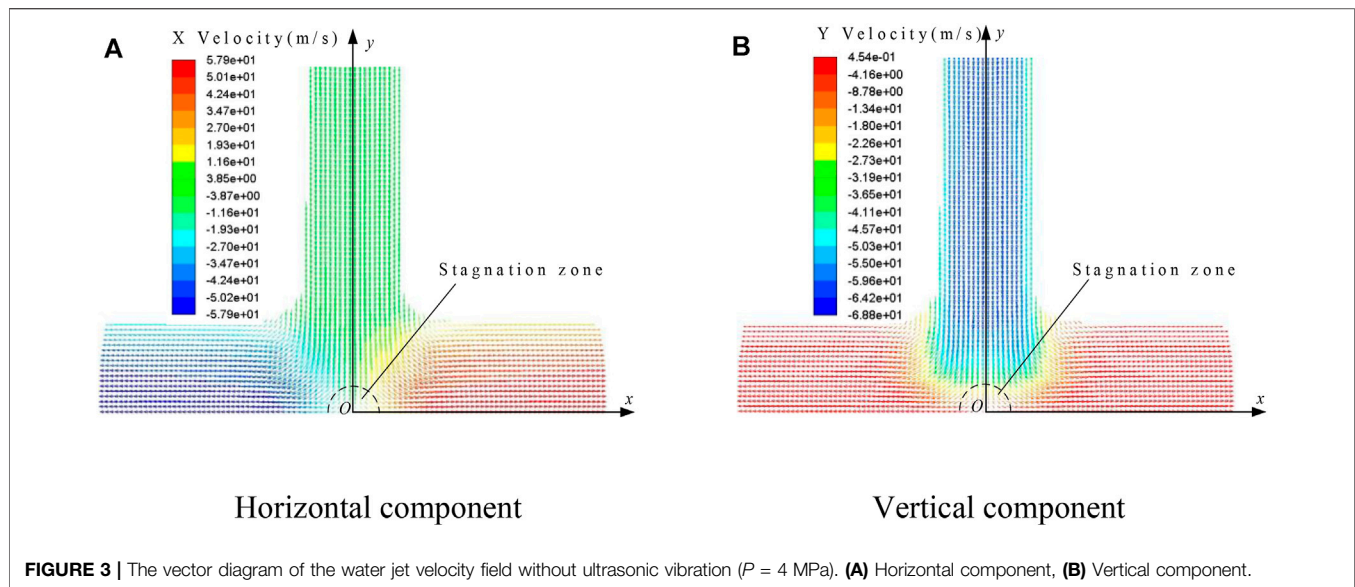 A
X Velocity(m/s)
y
5.79e+01
5.01e+01
4.24e+01
3.47e+01
2.70e+01
1.93e+01
1.16e+01
3.85e+00
-3.87e+00
-1.16e+01
-1.93e+01
-2.70e+01
-3.47e+01
-4.24e+01
-5.02e+01
-5.79e+01
Stagnation zone
O
x
Horizontal component
B
Y Velocity(m/s)
y
4.54e-01
-4.16e+00
-8.78e+00
-1.34e+01
-1.80e+01
-2.26e+01
-2.73e+01
-3.19e+01
-3.65e+01
-4.11e+01
-4.57e+01
-5.03e+01
-5.50e+01
-5.96e+01
-6.42e+01
-6.88e+01
Stagnation zone
O
x
Vertical component
FIGURE 3 | The vector diagram of the water jet velocity field without ultrasonic vibration (P = 4 MPa). (A) Horizontal component, (B) Vertical component.